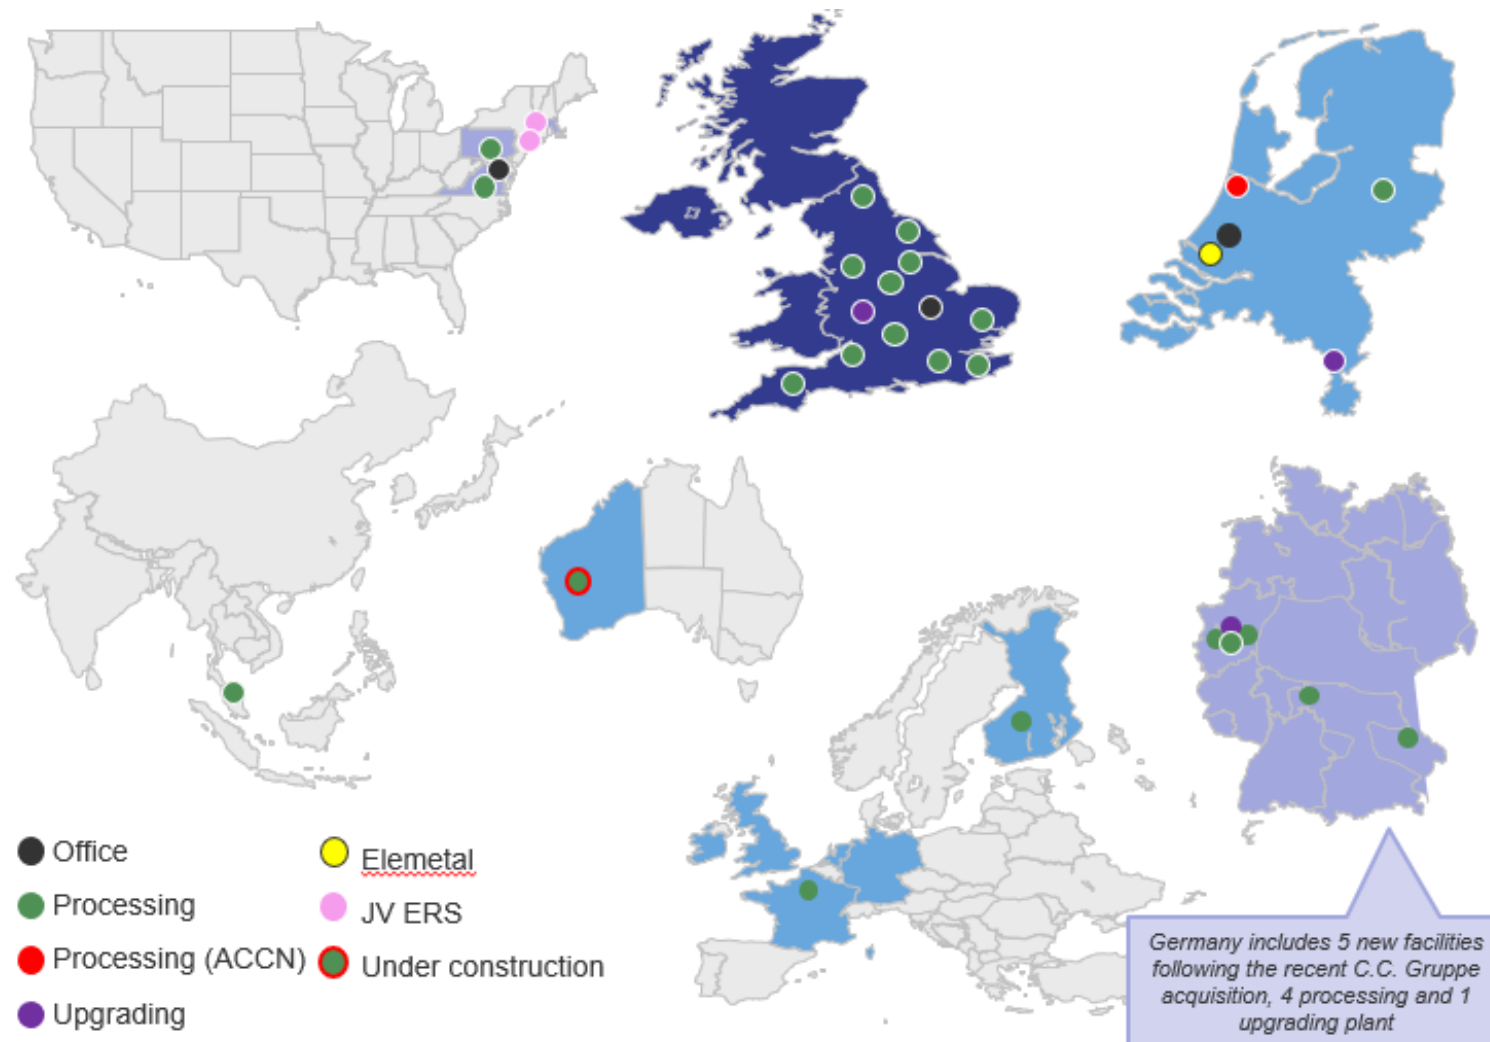 Office
Processing
Processing (ACCN)
Upgrading
Elemetal
JV ERS
Under construction
Germany includes 5 new facilities
following the recent C.C. Gruppe
acquisition, 4 processing and 1
upgrading plant